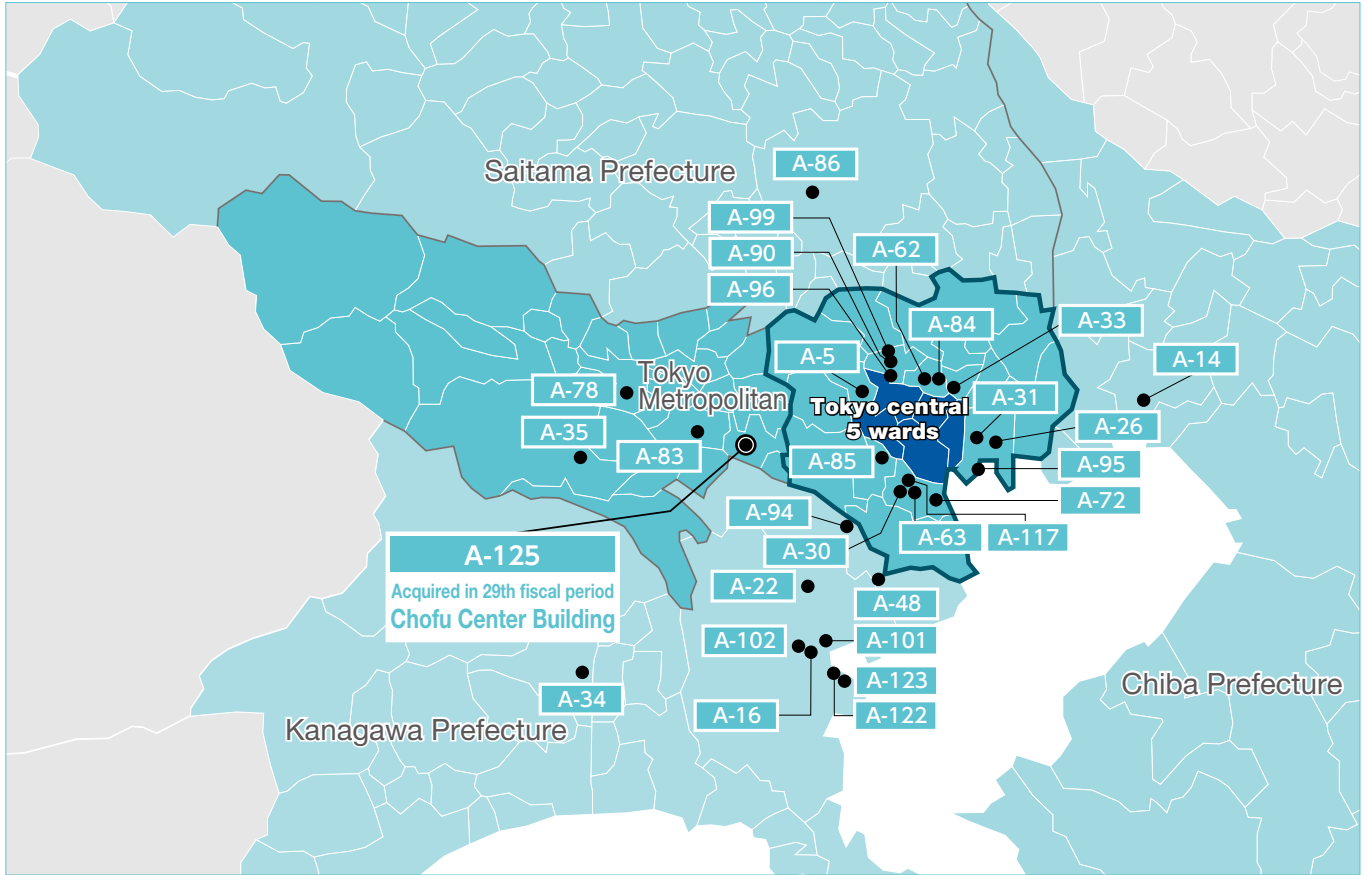 Saitama Prefecture
A-86
A-99
A-90
A-62
A-96
A-84
A-33
A-5
A-14
Tokyo
Metropolitan
A-78
Tokyo central
5 wards
A-31
A-35
A-26
A-83
A-85
A-95
A-72
A-94
A-63
A-117
A-30
A-125
Acquired in 29th fiscal period
Chofu Center Building
A-22
A-48
A-102
A-101
A-123
A-34
A-16
A-122
Kanagawa Prefecture
Chiba Prefecture